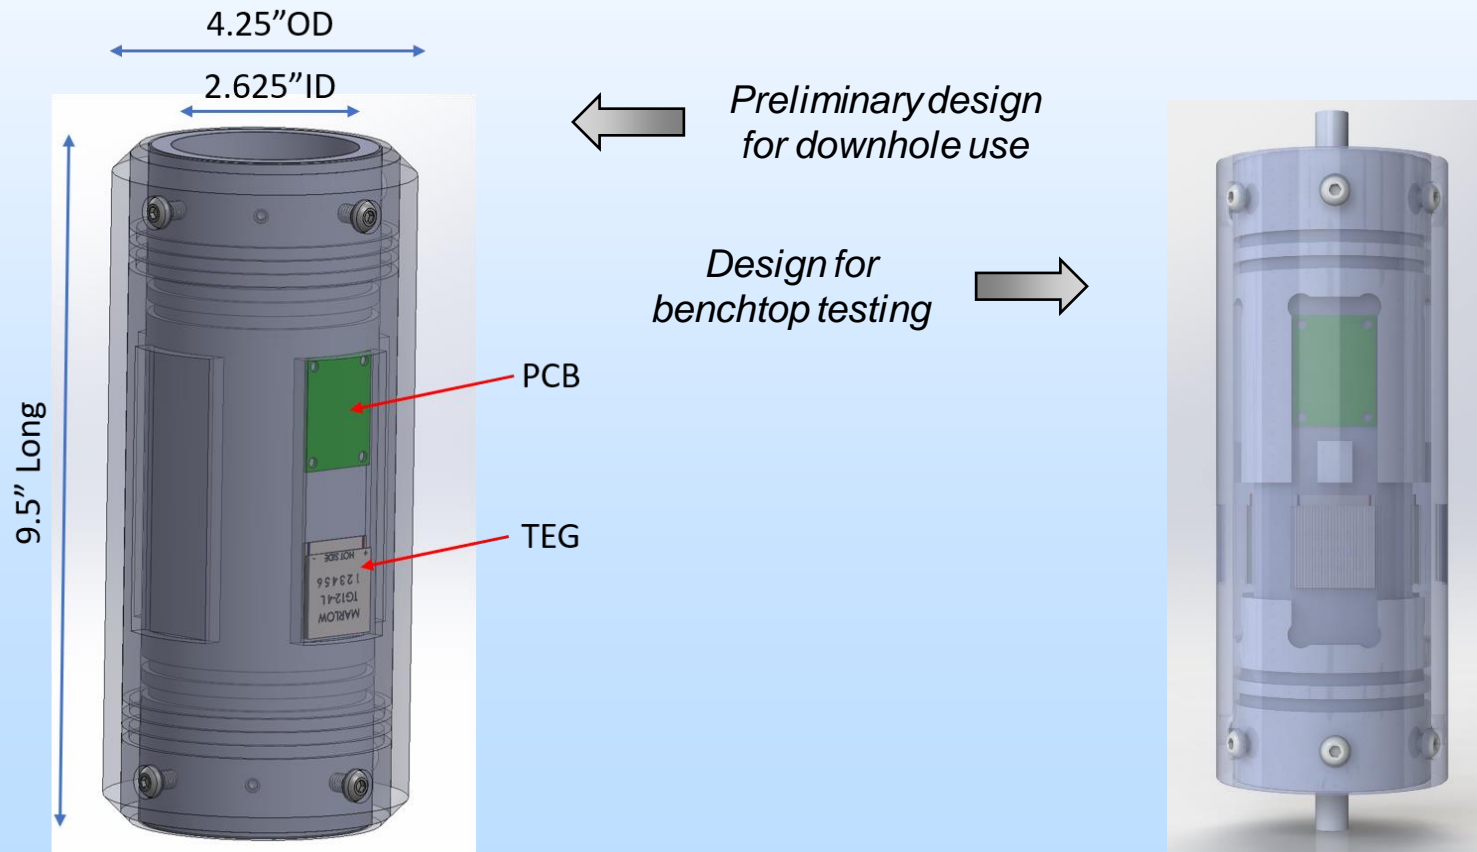 4.25”OD
2.625”ID
Preliminary design
for downhole use
Design for
benchtop testing
PCB
9.5” Long
TEG
- HOT SIDE +
123456
TG12-4L
MARLOW